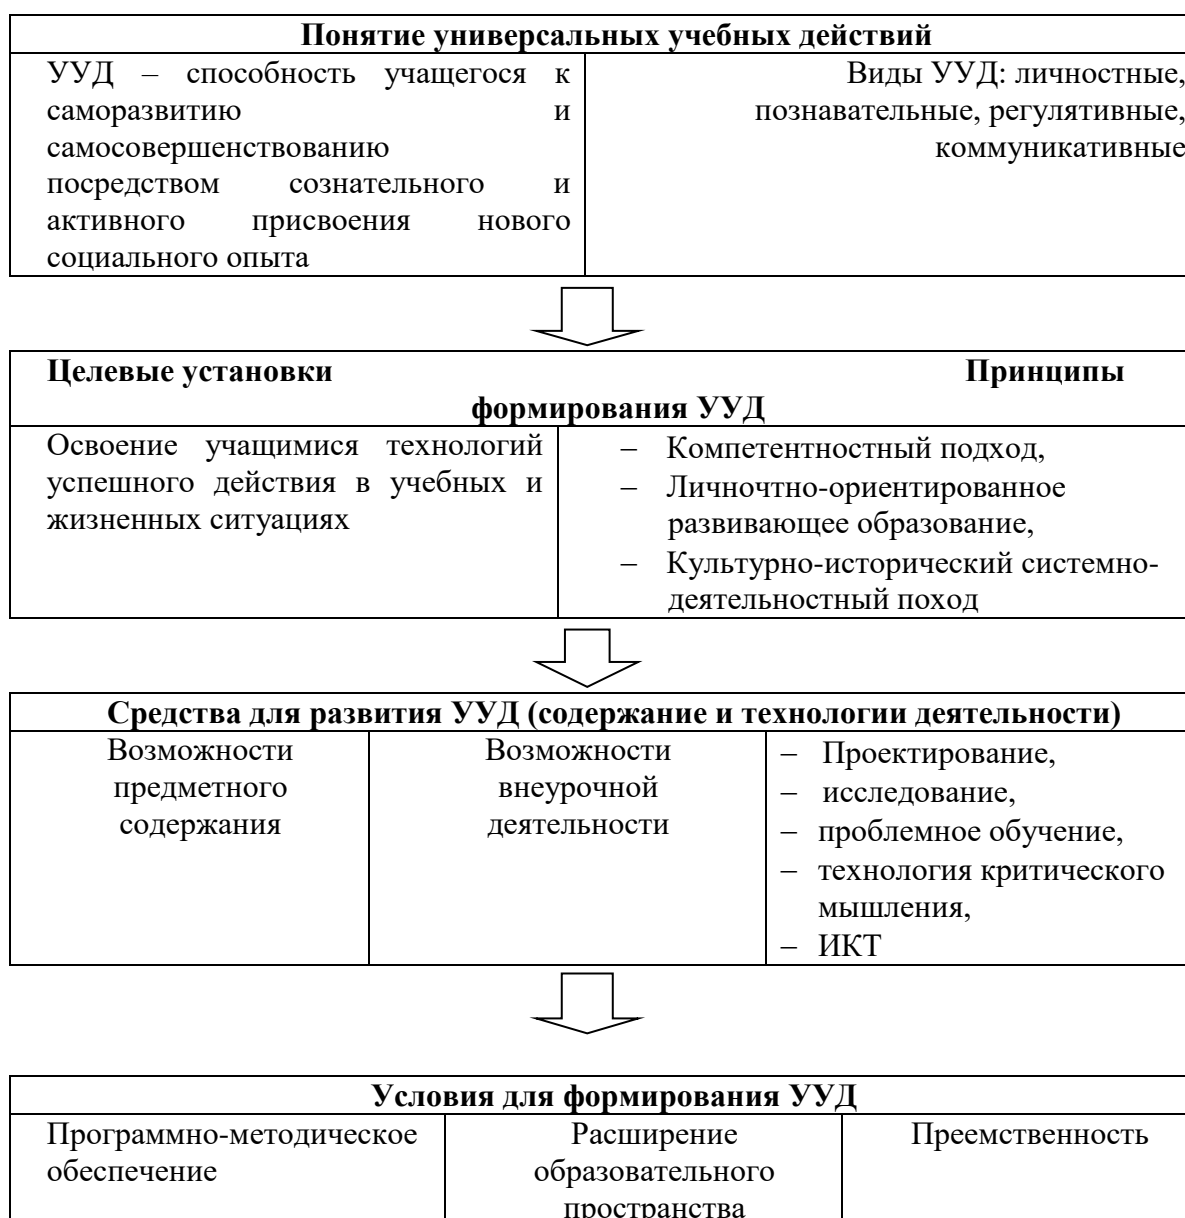 Понятие универсальных учебных действий
УУД – способность учащегося к
саморазвитию и
самосовершенствованию
посредством сознательного и
активного присвоения нового
социального опыта
Виды УУД: личностные,
познавательные, регулятивные,
коммуникативные
Целевые установки Принципы
формирования УУД
Освоение учащимися технологий
успешного действия в учебных и
жизненных ситуациях
– Компетентностный подход,
– Личночтно-ориентированное
развивающее образование,
– Культурно-исторический системно-
деятельностный поход
Средства для развития УУД (содержание и технологии деятельности)
Возможности
предметного
содержания
Возможности
внеурочной
деятельности
– Проектирование,
– исследование,
– проблемное обучение,
– технология критического
мышления,
– ИКТ
Условия для формирования УУД
Программно-методическое
обеспечение
Расширение
образовательного
пространства
Преемственность